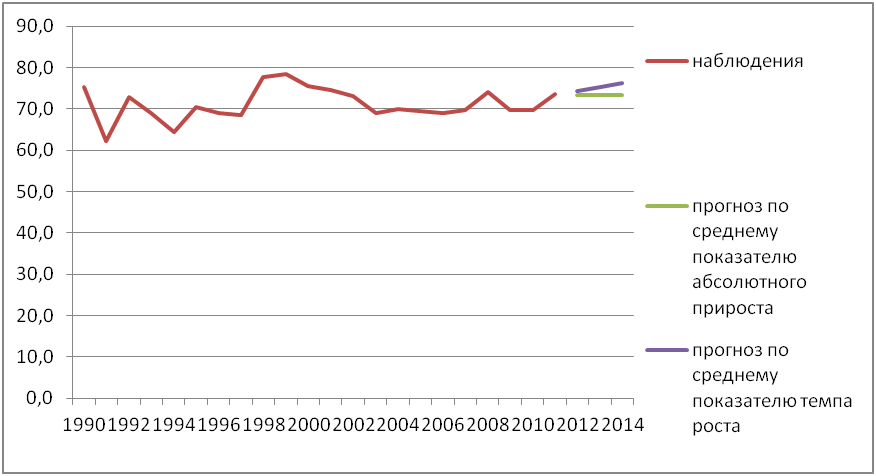 90,0
80,0
70,0
60,0
50,0
40,0
30,0
20,0
10,0
0,0
1990 1992 1994 1996 1998 2000 2002 2004 2006 2008 2010 2012 2014
наблюдения
прогноз по
среднему
показателю
абсолютного
прироста
прогноз по
среднему
показателю темпа
роста